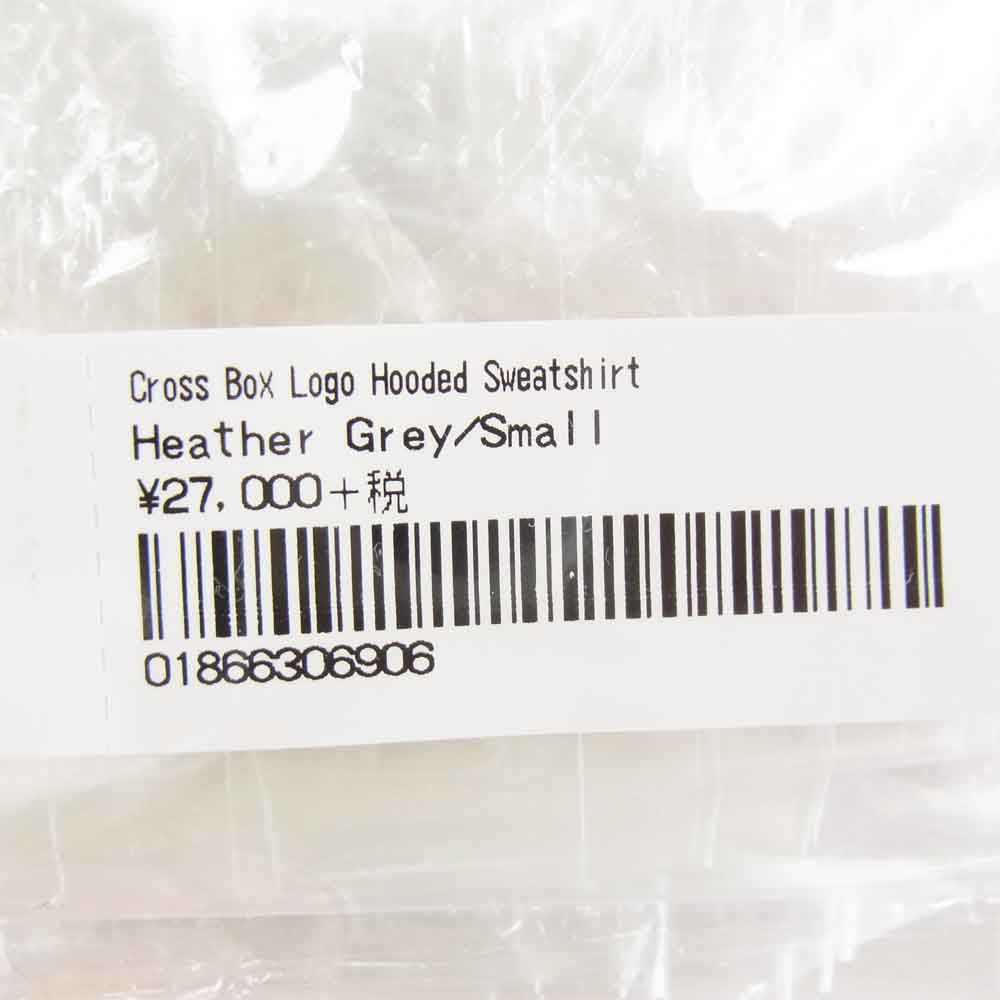 Cross Box Logo Hooded Sweatshirt
Heather Grey/Small
¥27,000+税
01866306906